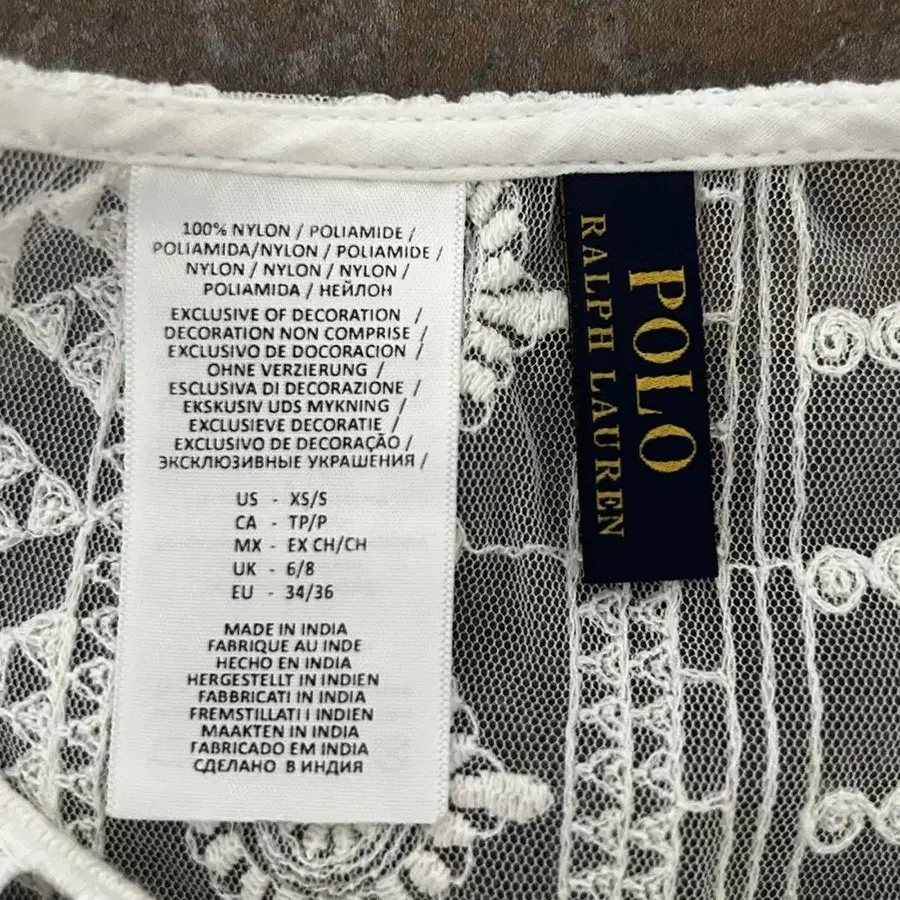 100% NYLON / POLIAMIDE /
POLIAMIDA/NYLON / POLIAMIDE /
NYLON / NYLON / NYLON /
POLIAMIDA / НЕЙЛОН
EXCLUSIVE OF DECORATION /
DECORATION NON COMPRISE /
EXCLUSIVO DE DOCORACION /
OHNE VERZIERUNG /
ESCLUSIVA DI DECORAZIONE /
EKSKUSIV UDS MYKNING /
EXCLUSIEVE DECORATIE /
EXCLUSIVO DE DECORAÇÃO /
ЭКСКЛЮЗИВНЫЕ УКРАШЕНИЯ /
US - XS/S
CA - TP/P
MX - EX CH/CH
UK - 6/8
EU - 34/36
MADE IN INDIA
FABRIQUE AU INDE
HECHO EN INDIA
HERGESTELLT IN INDIEN
FABBRICATI IN INDIA
FREMSTILLATI I INDIEN
MAAKTEN IN INDIA
FABRICADO EM INDIA
СДЕЛАНО В ИНДИЯ
POLO
RALPH LAUREN